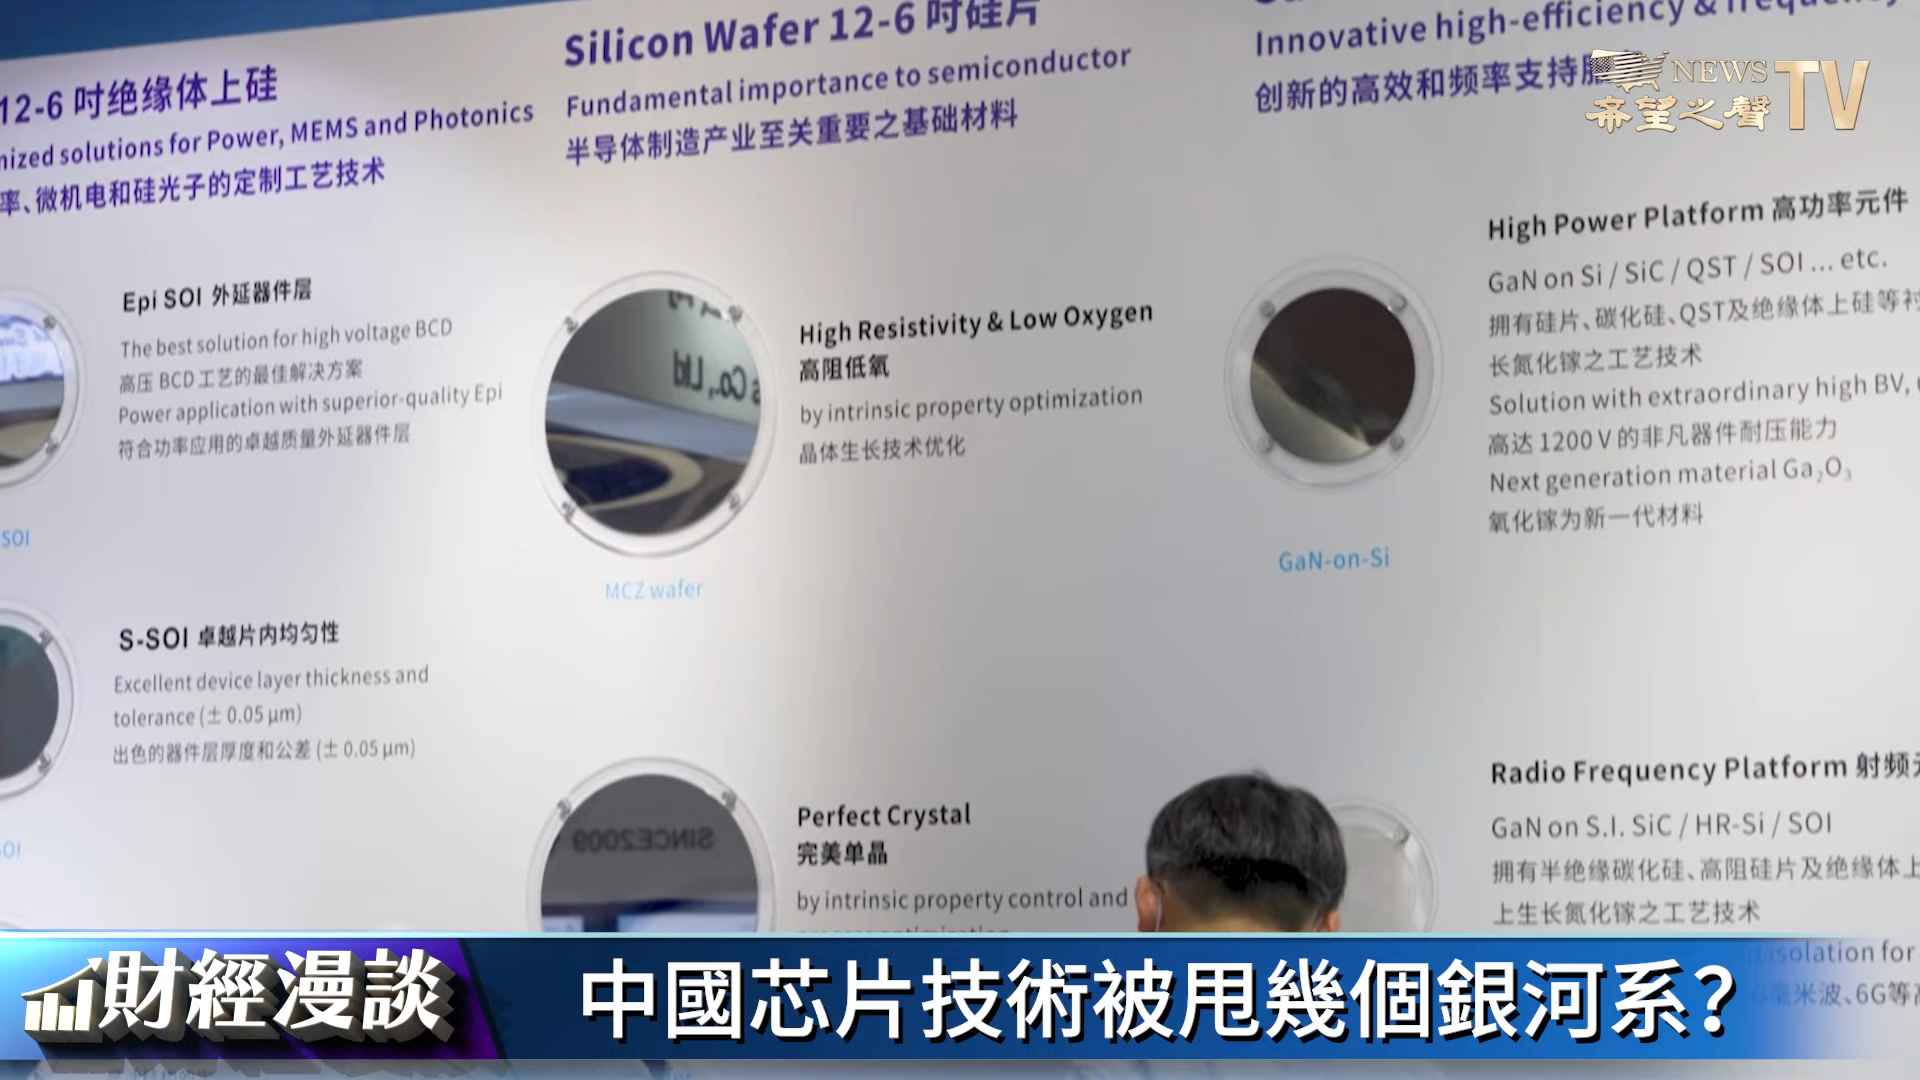 12-6 吋绝缘体上硅
solutions for Power, MEMS and Photonics
率、微机电和硅光子的定制工艺技术
Epi SOI 外延器件层
The best solution for high voltage BCD
高压 BCD 工艺的最佳解决方案
Power application with superior-quality Epi
符合功率应用的卓越质量外延器件层
SOI
S-SOI 卓越片内均匀性
Excellent device layer thickness and
tolerance (± 0.05 μm)
出色的器件层厚度和公差 (± 0.05 μm)
Silicon Wafer 12-6 吋硅片
Fundamental importance to semiconductor
半导体制造产业至关重要之基础材料
Co., Ltd
MCZ wafer
High Resistivity & Low Oxygen
高阻低氧
by intrinsic property optimization
晶体生长技术优化
SINCE2009
Perfect Crystal
完美单晶
by intrinsic property control and
Innovative high-efficiency &
创新的高效和频率支持
GaN-on-Si
High Power Platform 高功率元件
GaN on Si / SiC / QST / SOI ... etc.
拥有硅片、碳化硅、QST及绝缘体上硅等衬
长氮化镓之工艺技术
Solution with extraordinary high BV,
高达 1200 V 的非凡器件耐压能力
Next generation material Ga₂O₃
氧化镓为新一代材料
Radio Frequency Platform 射频
GaN on S.I. SiC / HR-Si / SOI
拥有半绝缘碳化硅、高阻硅片及绝缘体上
上生长氮化镓之工艺技术
isolation for
毫米波、6G等高
NEWS TV
希望之聲
財經漫談
中國芯片技術被甩幾個銀河系?